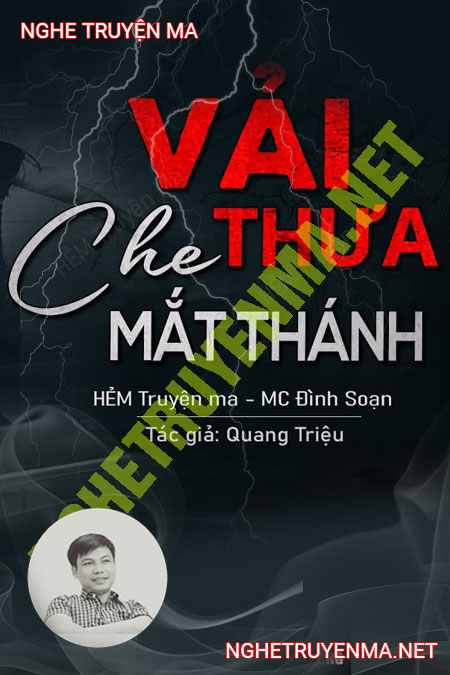 NGHE TRUYỆN MA
VẢI
Che THƯA
MẮT THÁNH
HẺM Truyện ma - MC Đình Soạn
Tác giả: Quang Triệu
NGHETRUYENMA.NET
NGHETRUYENMA.NET